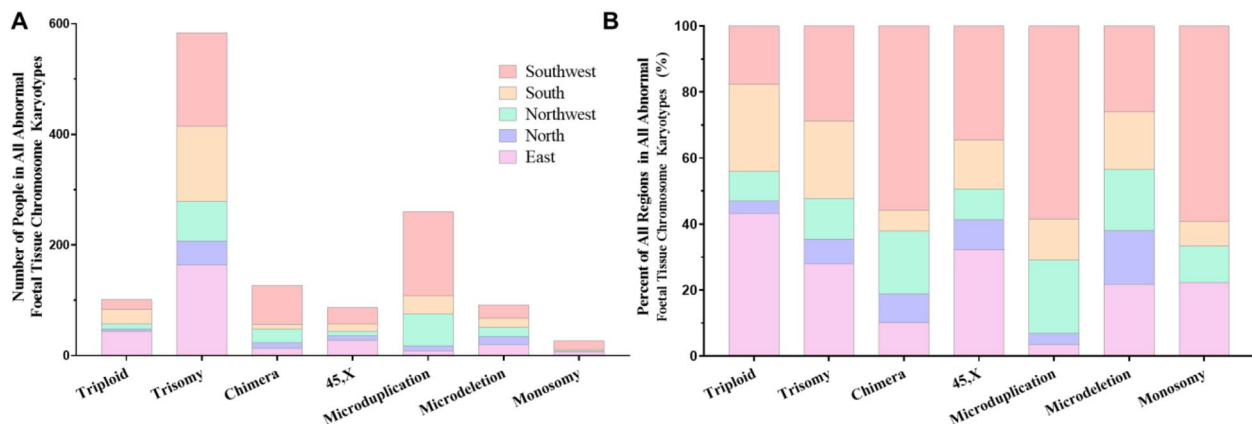 A
Number of People in All Abnormal
Foetal Tissue Chromosome Karyotypes
600
400
200
0
Southwest
South
Northwest
North
East
Triploid
Trisomy
Chimera
45,X
Microduplication
Microdeletion
Monosomy
B
Percent of All Regions in All Abnormal
Foetal Tissue Chromosome Karyotypes (%)
100
80
60
40
20
0
Triploid
Trisomy
Chimera
45,X
Microduplication
Microdeletion
Monosomy